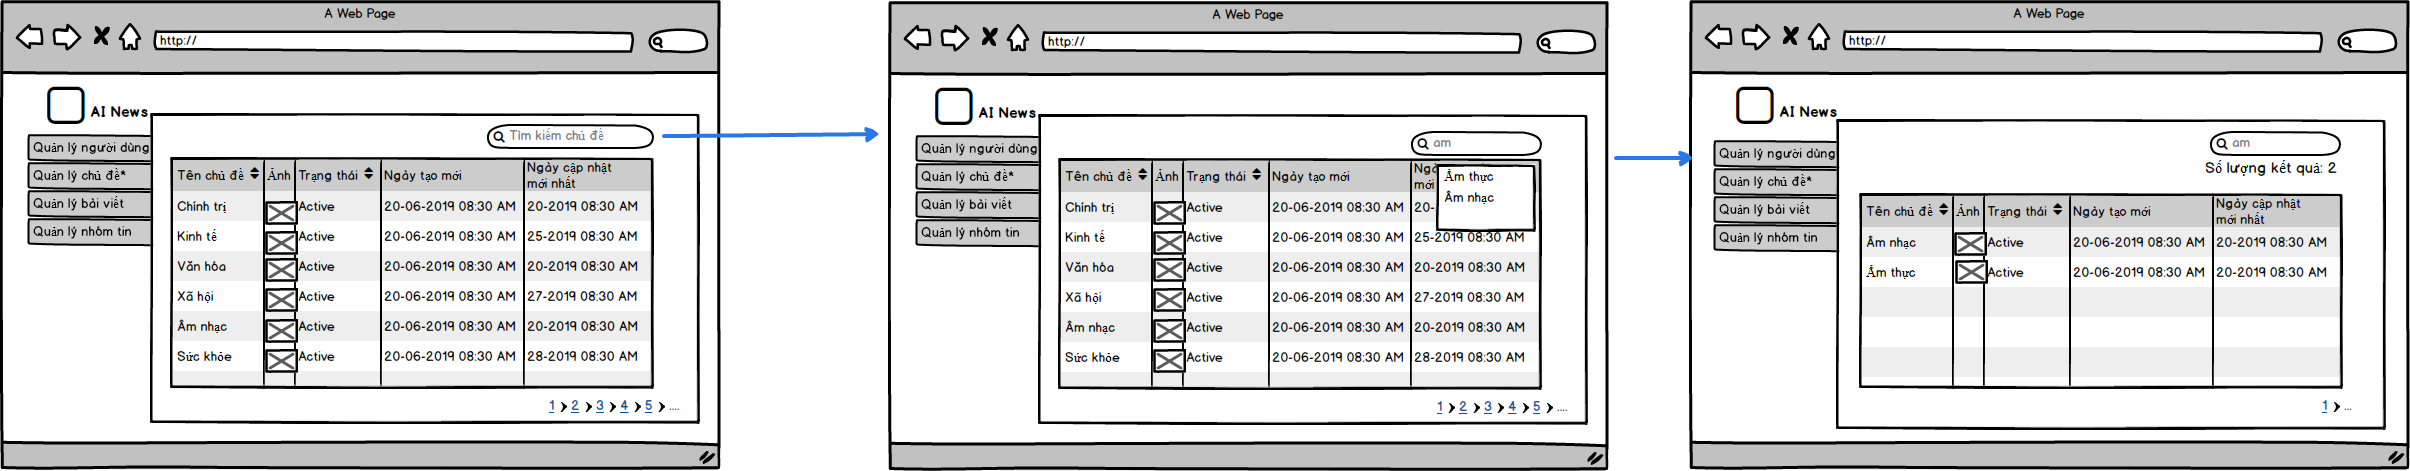 A Web Page
http://
AI News
Quản lý người dùng
Quản lý chủ đề*
Quản lý bài viết
Quản lý nhóm tin
Tìm kiếm chủ đề
Tên chủ đề Ảnh Trạng thái Ngày tạo mới Ngày cập nhật mới nhất
Chính trị Active 20-06-2019 08:30 AM 20-2019 08:30 AM
Kinh tế Active 20-06-2019 08:30 AM 25-2019 08:30 AM
Văn hóa Active 20-06-2019 08:30 AM 20-2019 08:30 AM
Xã hội Active 20-06-2019 08:30 AM 27-2019 08:30 AM
Âm nhạc Active 20-06-2019 08:30 AM 20-2019 08:30 AM
Sức khỏe Active 20-06-2019 08:30 AM 28-2019 08:30 AM
1 2 3 4 5 ....
A Web Page
http://
AI News
Quản lý người dùng
Quản lý chủ đề*
Quản lý bài viết
Quản lý nhóm tin
am
Ẩm thực
Âm nhạc
Tên chủ đề Ảnh Trạng thái Ngày tạo mới Ngà
mới
Chính trị Active 20-06-2019 08:30 AM 20-
Kinh tế Active 20-06-2019 08:30 AM 25-2019 08:30 AM
Văn hóa Active 20-06-2019 08:30 AM 20-2019 08:30 AM
Xã hội Active 20-06-2019 08:30 AM 27-2019 08:30 AM
Âm nhạc Active 20-06-2019 08:30 AM 20-2019 08:30 AM
Sức khỏe Active 20-06-2019 08:30 AM 28-2019 08:30 AM
1 2 3 4 5 ....
A Web Page
http://
AI News
Quản lý người dùng
Quản lý chủ đề*
Quản lý bài viết
Quản lý nhóm tin
am
Số lượng kết quả: 2
Tên chủ đề Ảnh Trạng thái Ngày tạo mới Ngày cập nhật mới nhất
Âm nhạc Active 20-06-2019 08:30 AM 20-2019 08:30 AM
Ẩm thực Active 20-06-2019 08:30 AM 20-2019 08:30 AM
1 ...